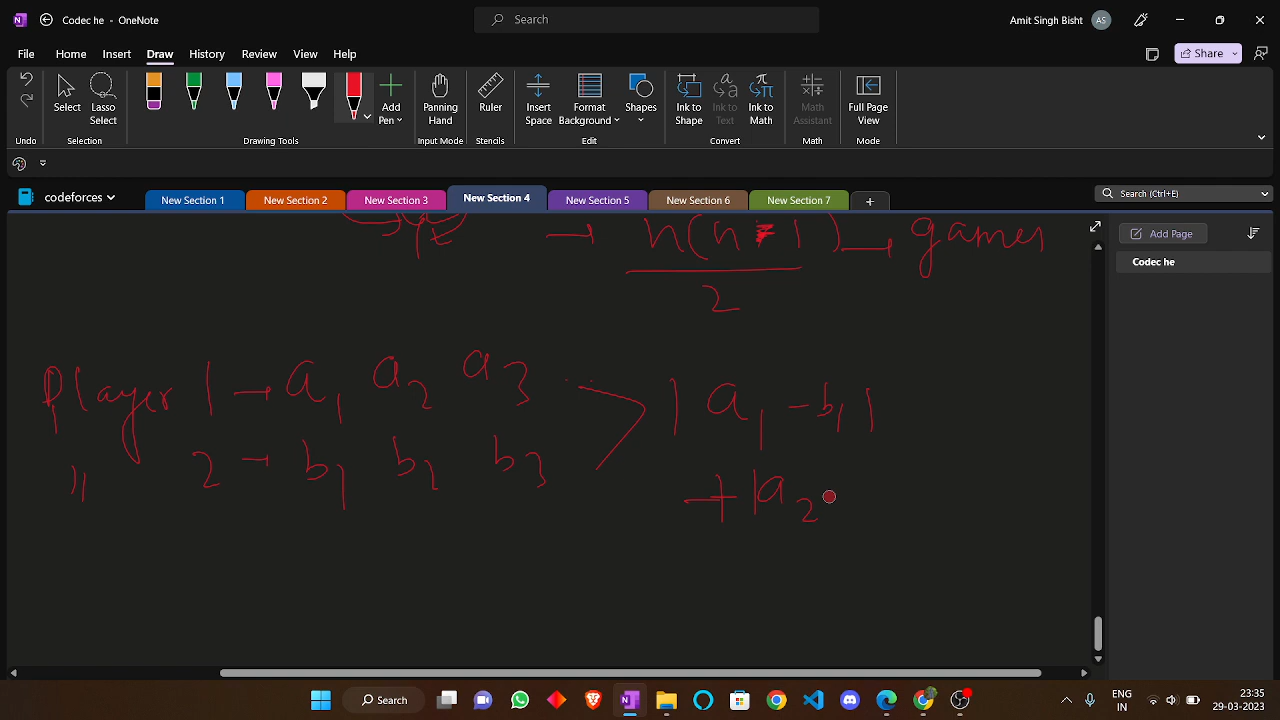 Codec he - OneNote
Search
Amit Singh Bisht AS
File Home Insert Draw History Review View Help
Share
Undo
Select
Lasso Select
Add Pen
Panning Hand
Ruler
Insert Space
Format Background
Shapes
Ink to Shape
Ink to Text
Ink to Math
Math Assistant
Full Page View
Selection Drawing Tools Input Mode Stencils Edit Convert Math Mode
codeforces New Section 1 New Section 2 New Section 3 New Section 4 New Section 5 New Section 6 New Section 7 +
Search (Ctrl+E)
Add Page
Codec he
→ n(n-1) → games
2
Player 1 → a1 a2 a3
" 2 → b1 b2 b3
|a1 - b1|
+ |a2
Search
ENG IN
23:35
29-03-2023